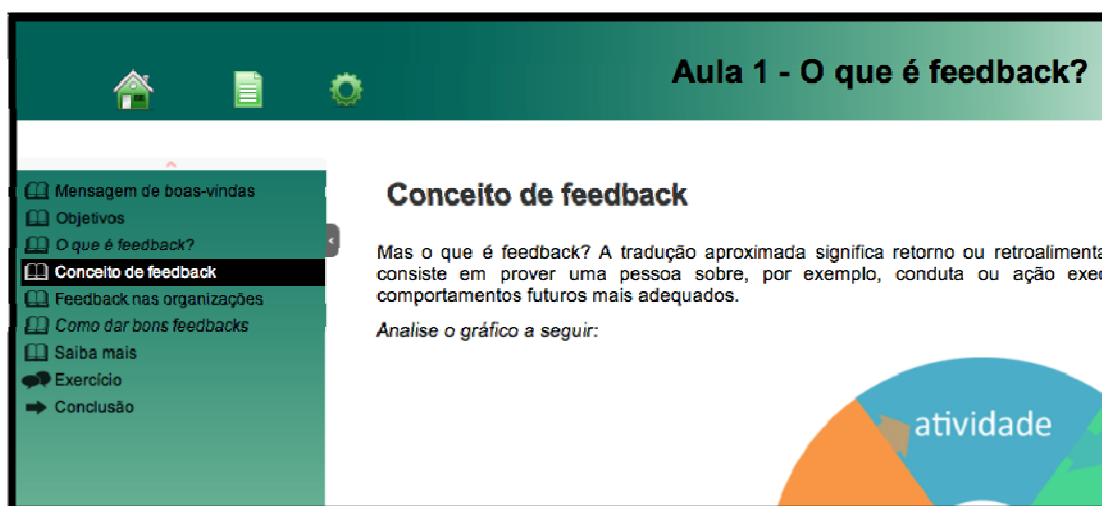 Aula 1 - O que é feedback?
Mensagem de boas-vindas
Objetivos
O que é feedback?
Conceito de feedback
Feedback nas organizações
Como dar bons feedbacks
Saiba mais
Exercício
Conclusão
Conceito de feedback
Mas o que é feedback? A tradução aproximada significa retorno ou retroalimenta
consiste em prover uma pessoa sobre, por exemplo, conduta ou ação exec
comportamentos futuros mais adequados.
Analise o gráfico a seguir:
atividade